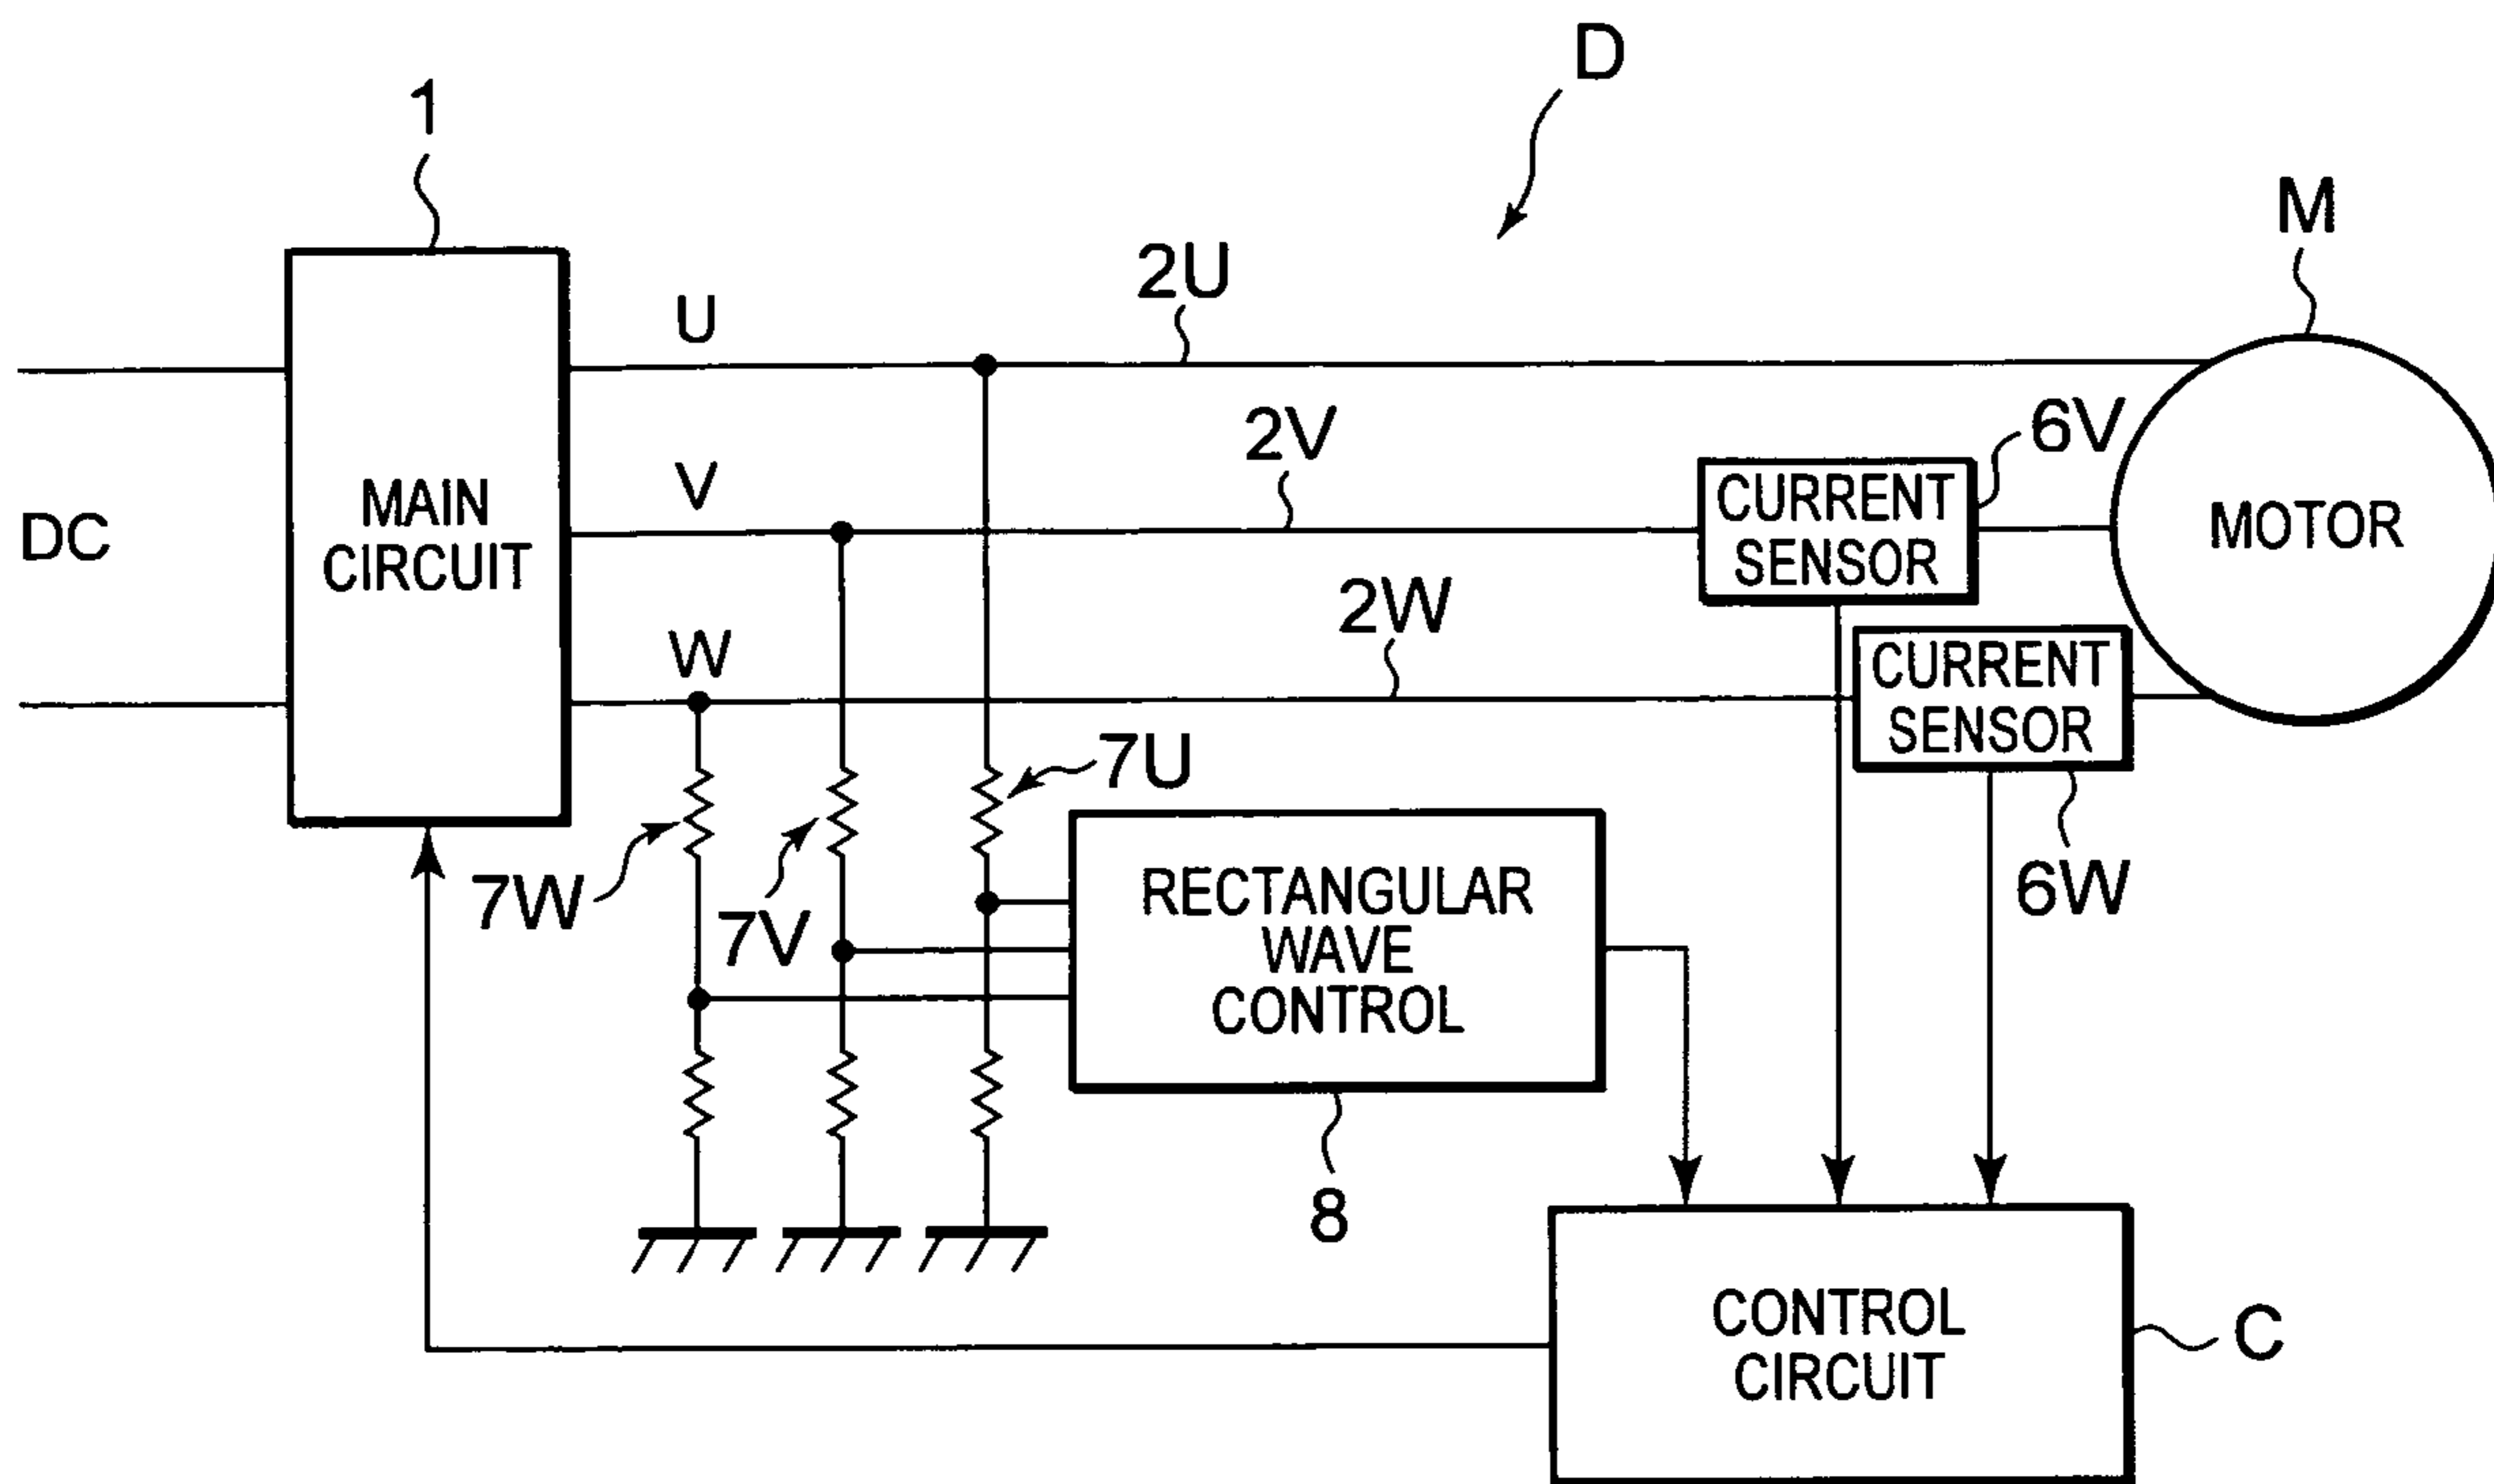 D
1
M
2U
U
6V
2V
V
CURRENT
SENSOR
MAIN
CIRCUIT
DC
MOTOR
2W
W
CURRENT
SENSOR
7U
7W
7V
RECTANGULAR
WAVE
CONTROL
6W
8
CONTROL
CIRCUIT
C